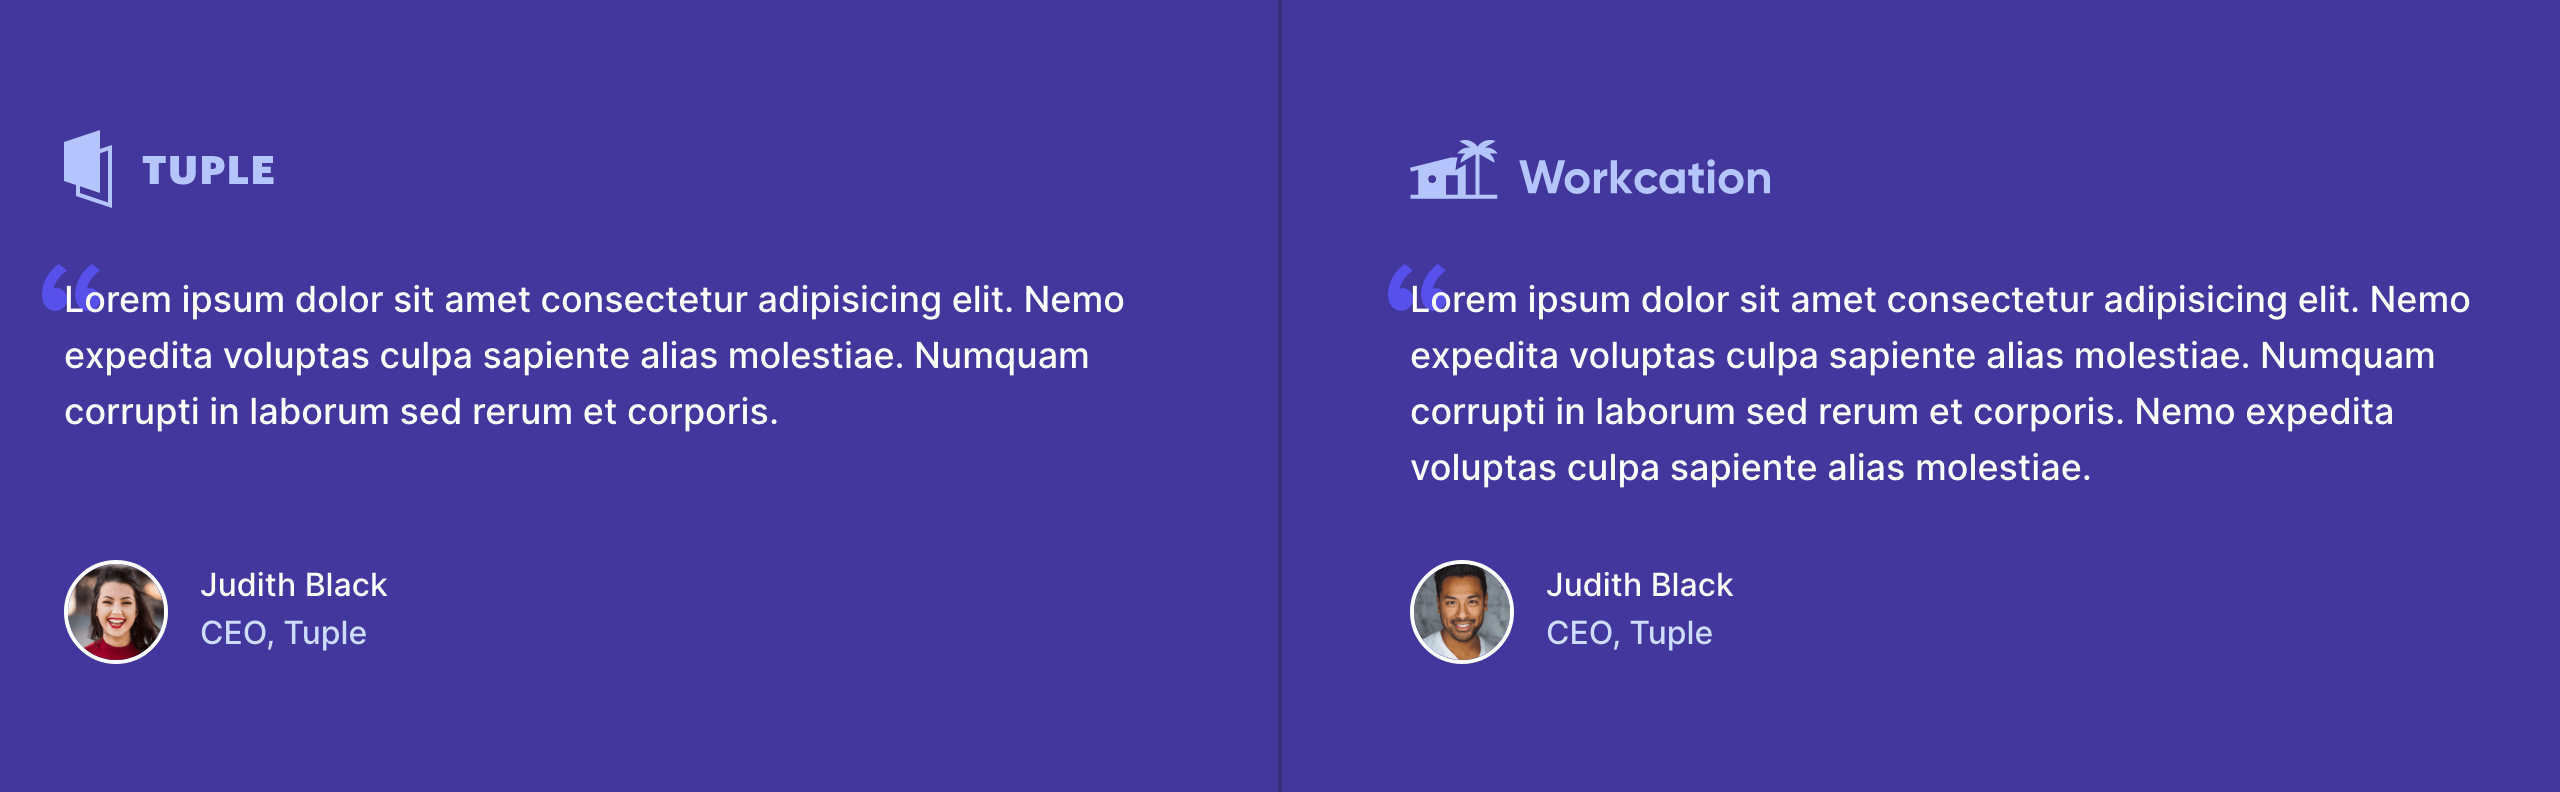 TUPLE
“
Lorem ipsum dolor sit amet consectetur adipisicing elit. Nemo
expedita voluptas culpa sapiente alias molestiae. Numquam
corrupti in laborum sed rerum et corporis.
Judith Black
CEO, Tuple
Workcation
“
Lorem ipsum dolor sit amet consectetur adipisicing elit. Nemo
expedita voluptas culpa sapiente alias molestiae. Numquam
corrupti in laborum sed rerum et corporis. Nemo expedita
voluptas culpa sapiente alias molestiae.
Judith Black
CEO, Tuple